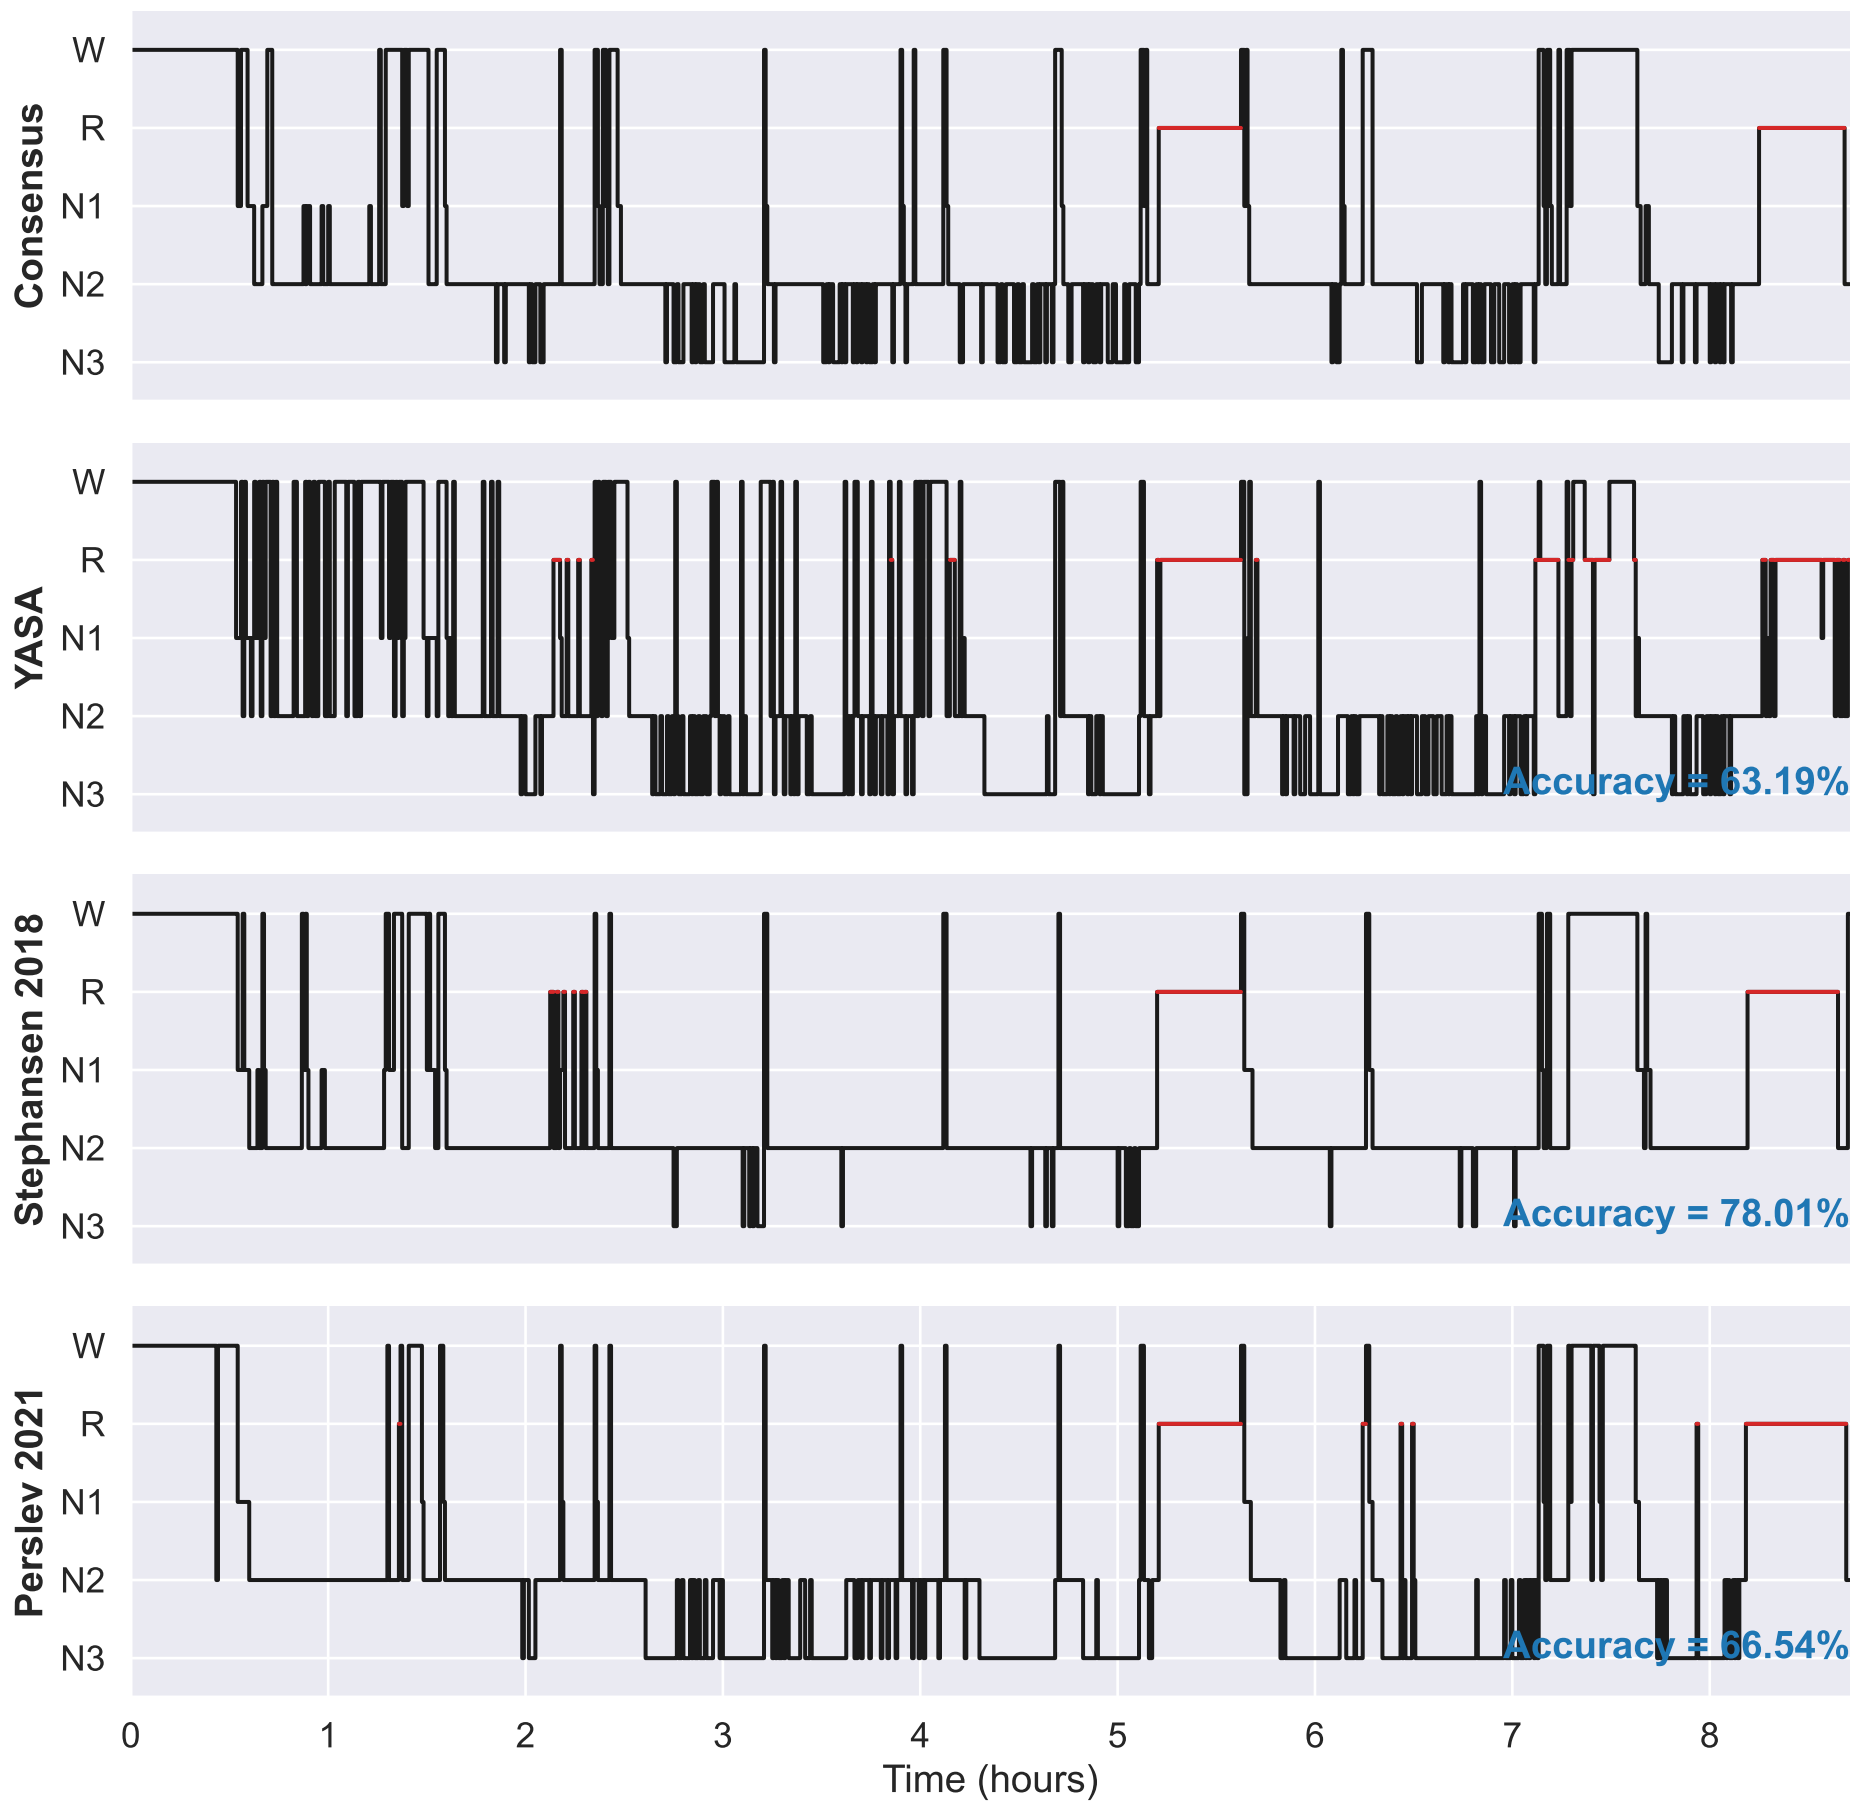 Consensus
W
R
N1
N2
N3
YASA
W
R
N1
N2
N3
Accuracy = 63.19%
Stephansen 2018
W
R
N1
N2
N3
Accuracy = 78.01%
Perslev 2021
W
R
N1
N2
N3
Accuracy = 66.54%
0 1 2 3 4 5 6 7 8
Time (hours)